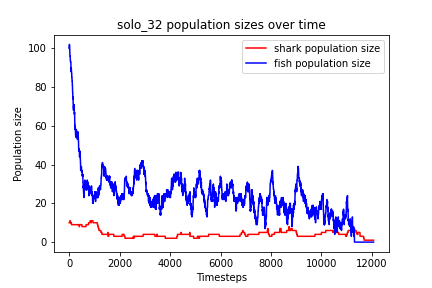 solo_32 population sizes over time
shark population size
fish population size
100
80
60
40
20
0
Population size
0
2000
4000
6000
8000
10000
12000
Timesteps